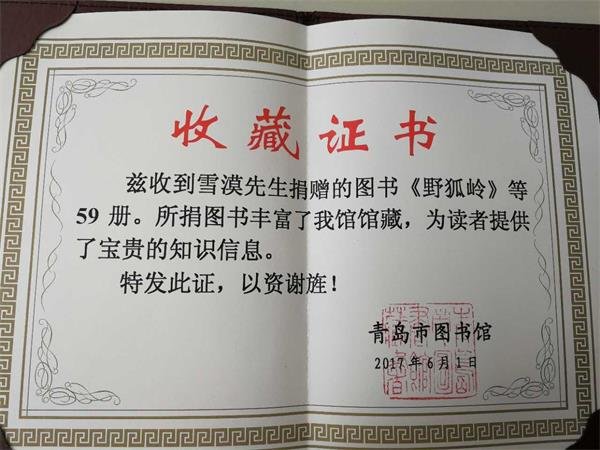 收藏证书
兹收到雪漠先生捐赠的图书《野狐岭》等
59 册。所捐图书丰富了我馆馆藏，为读者提供
了宝贵的知识信息。
特发此证，以资谢旌！
青岛市图书馆
2017年6月1日